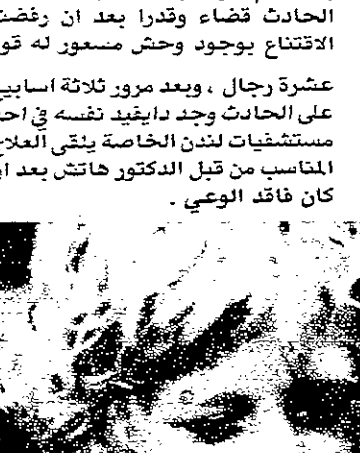 الحادث قضاء وقدرا بعد ان رفضت
الاقتناع بوجود وحش مسعور له قو
عشرة رجال ، وبعد مرور ثلاثة اسابيع
على الحادث وجد دايفيد نفسه في احد
مستشفيات لندن الخاصة يلقى العلاج
المناسب من قبل الدكتور هاتش بعد ان
كان فاقد الوعي .